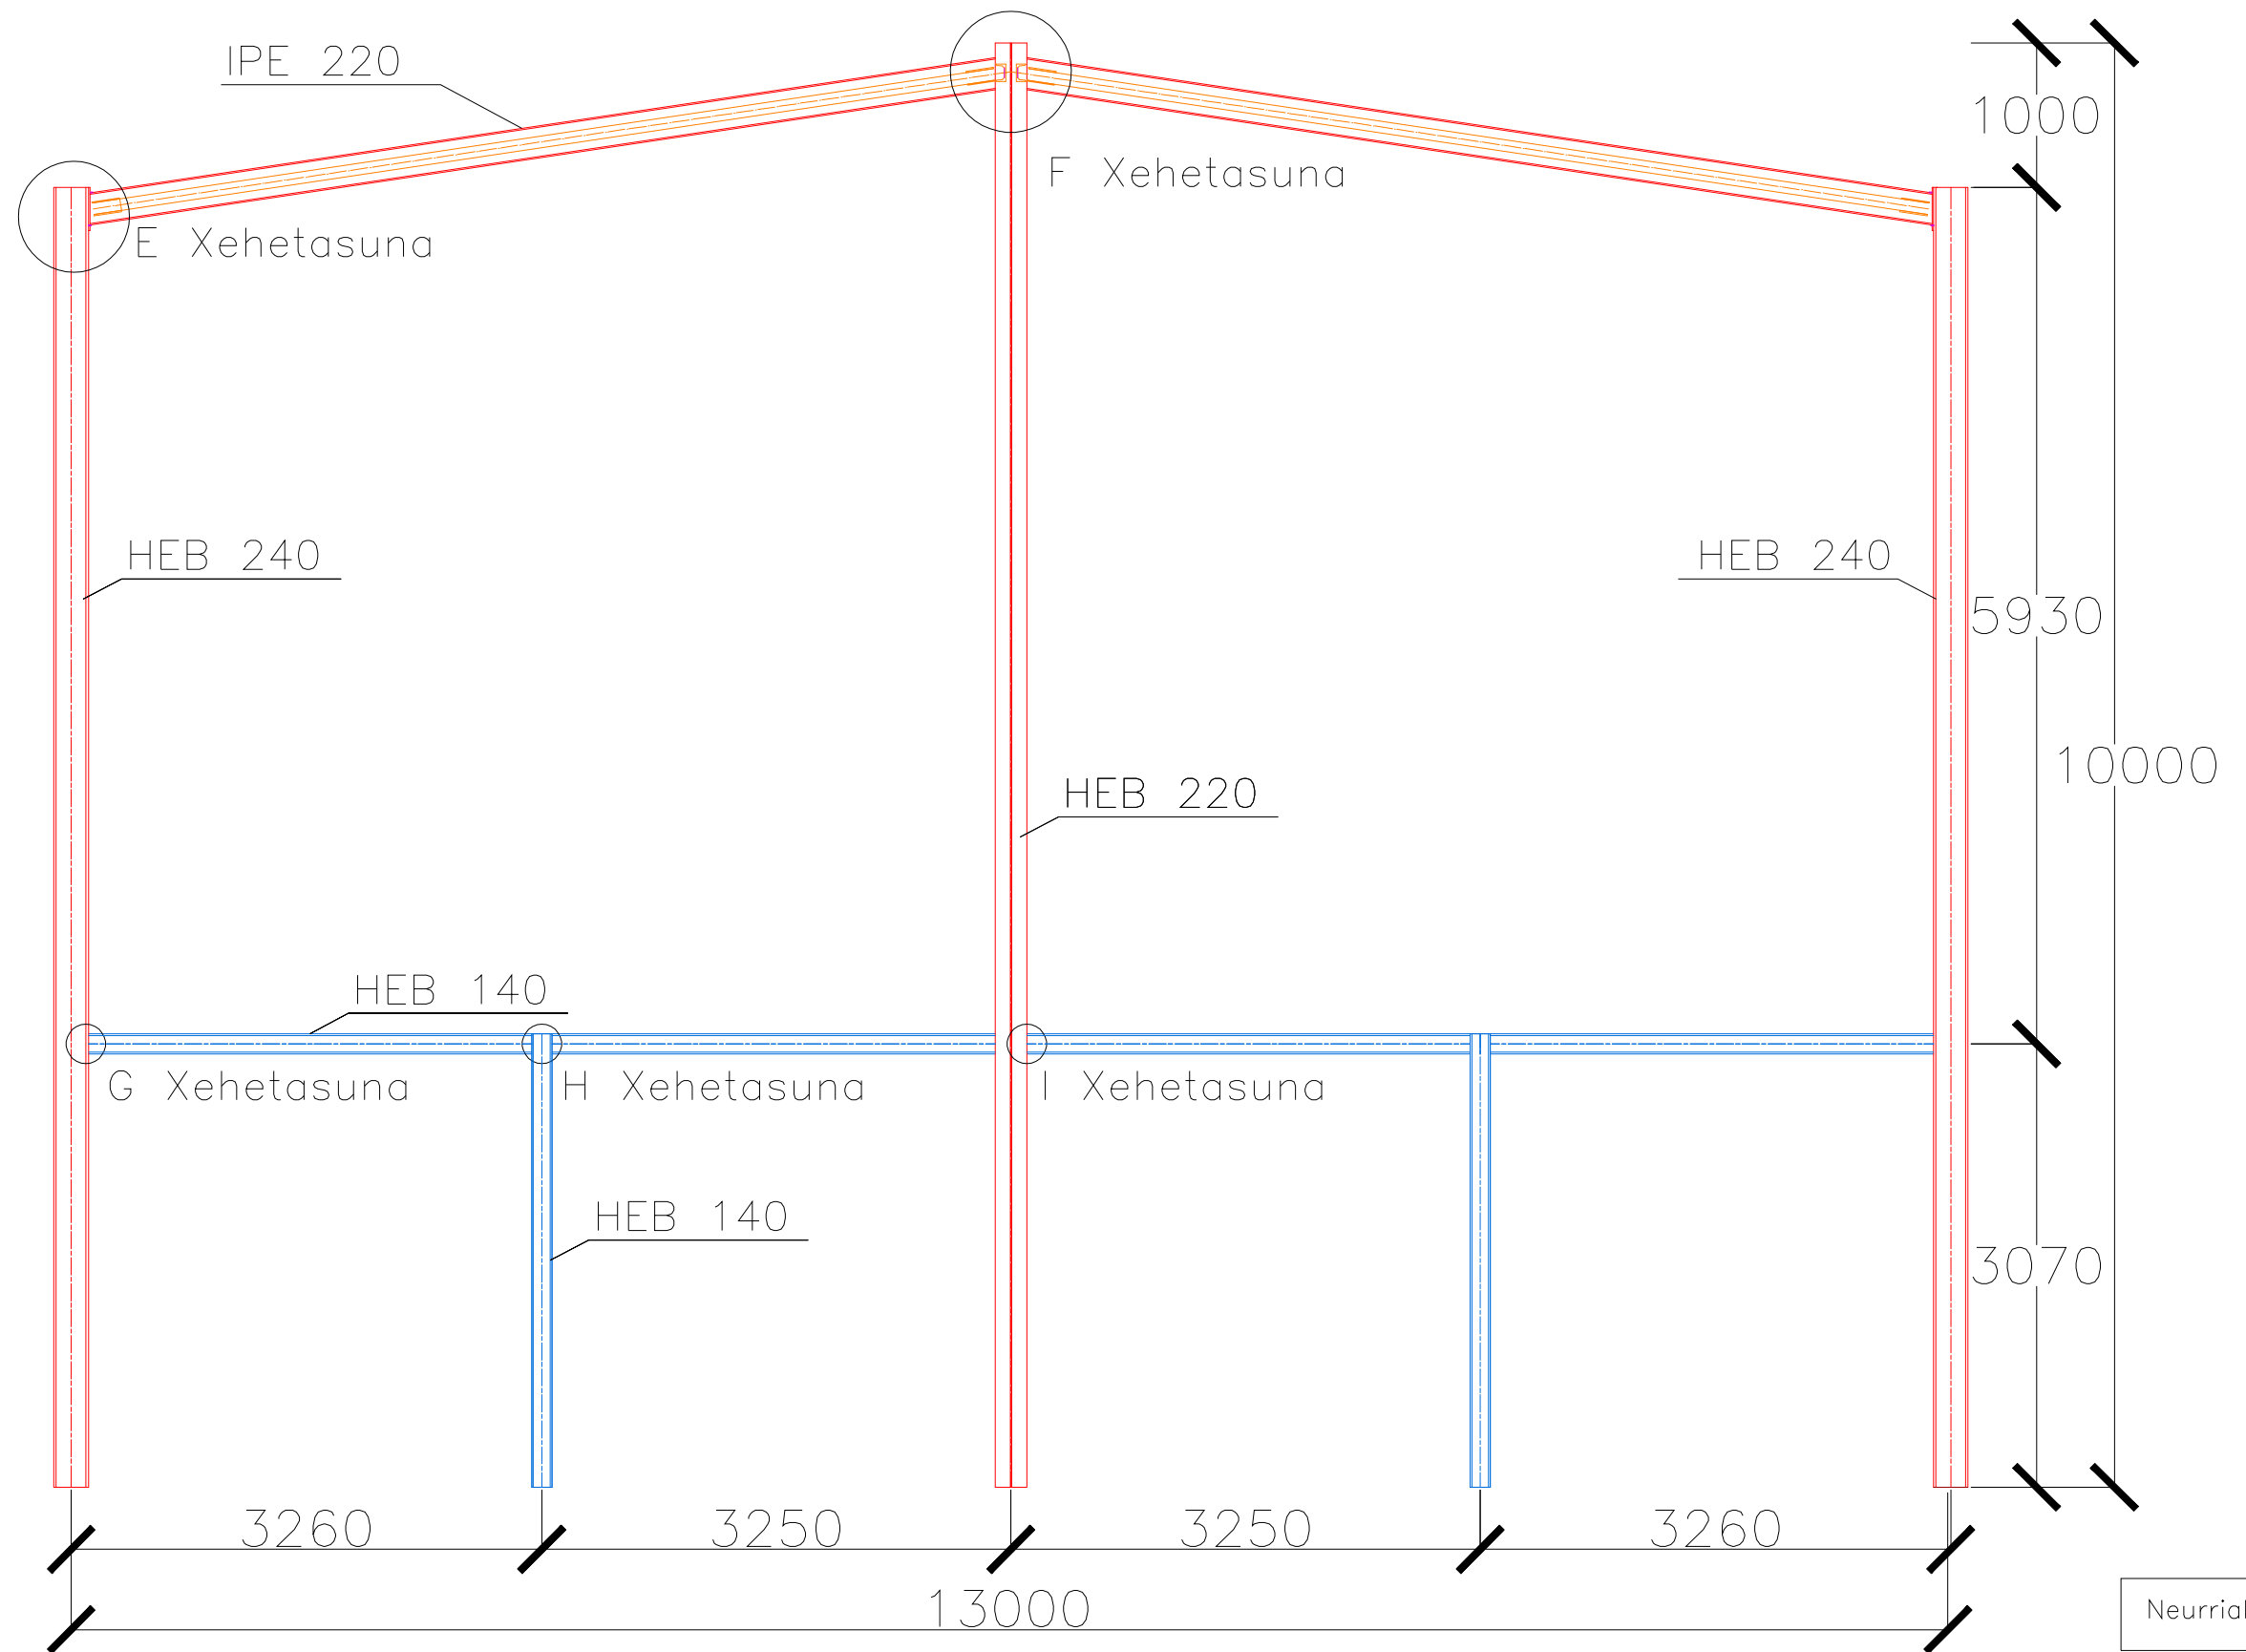 IPE 220
1000
F Xehetasuna
E Xehetasuna
HEB 240
HEB 240
5930
10000
HEB 220
HEB 140
G Xehetasuna
H Xehetasuna
I Xehetasuna
HEB 140
3070
3260
3250
3250
3260
13000